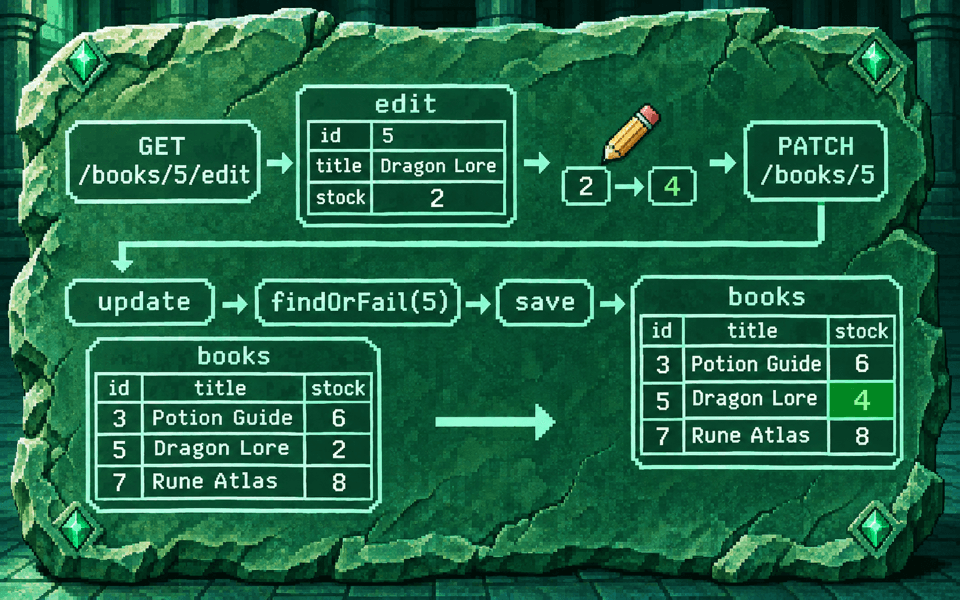 GET
/books/5/edit
edit
id 5
title Dragon Lore
stock 2
2 4
PATCH
/books/5
update
findOrFail(5)
save
books
id title stock
3 Potion Guide 6
5 Dragon Lore 4
7 Rune Atlas 8
books
id title stock
3 Potion Guide 6
5 Dragon Lore 2
7 Rune Atlas 8